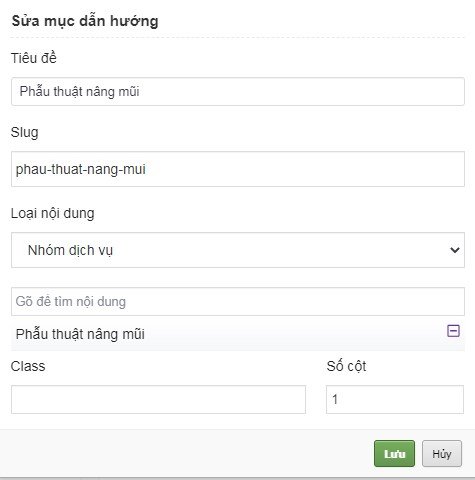 Sửa mục dẫn hướng
Tiêu đề
Phẫu thuật nâng mũi
Slug
phau-thuat-nang-mui
Loại nội dung
Nhóm dịch vụ
Gõ để tìm nội dung
Phẫu thuật nâng mũi
Class Số cột
1
Lưu Hủy